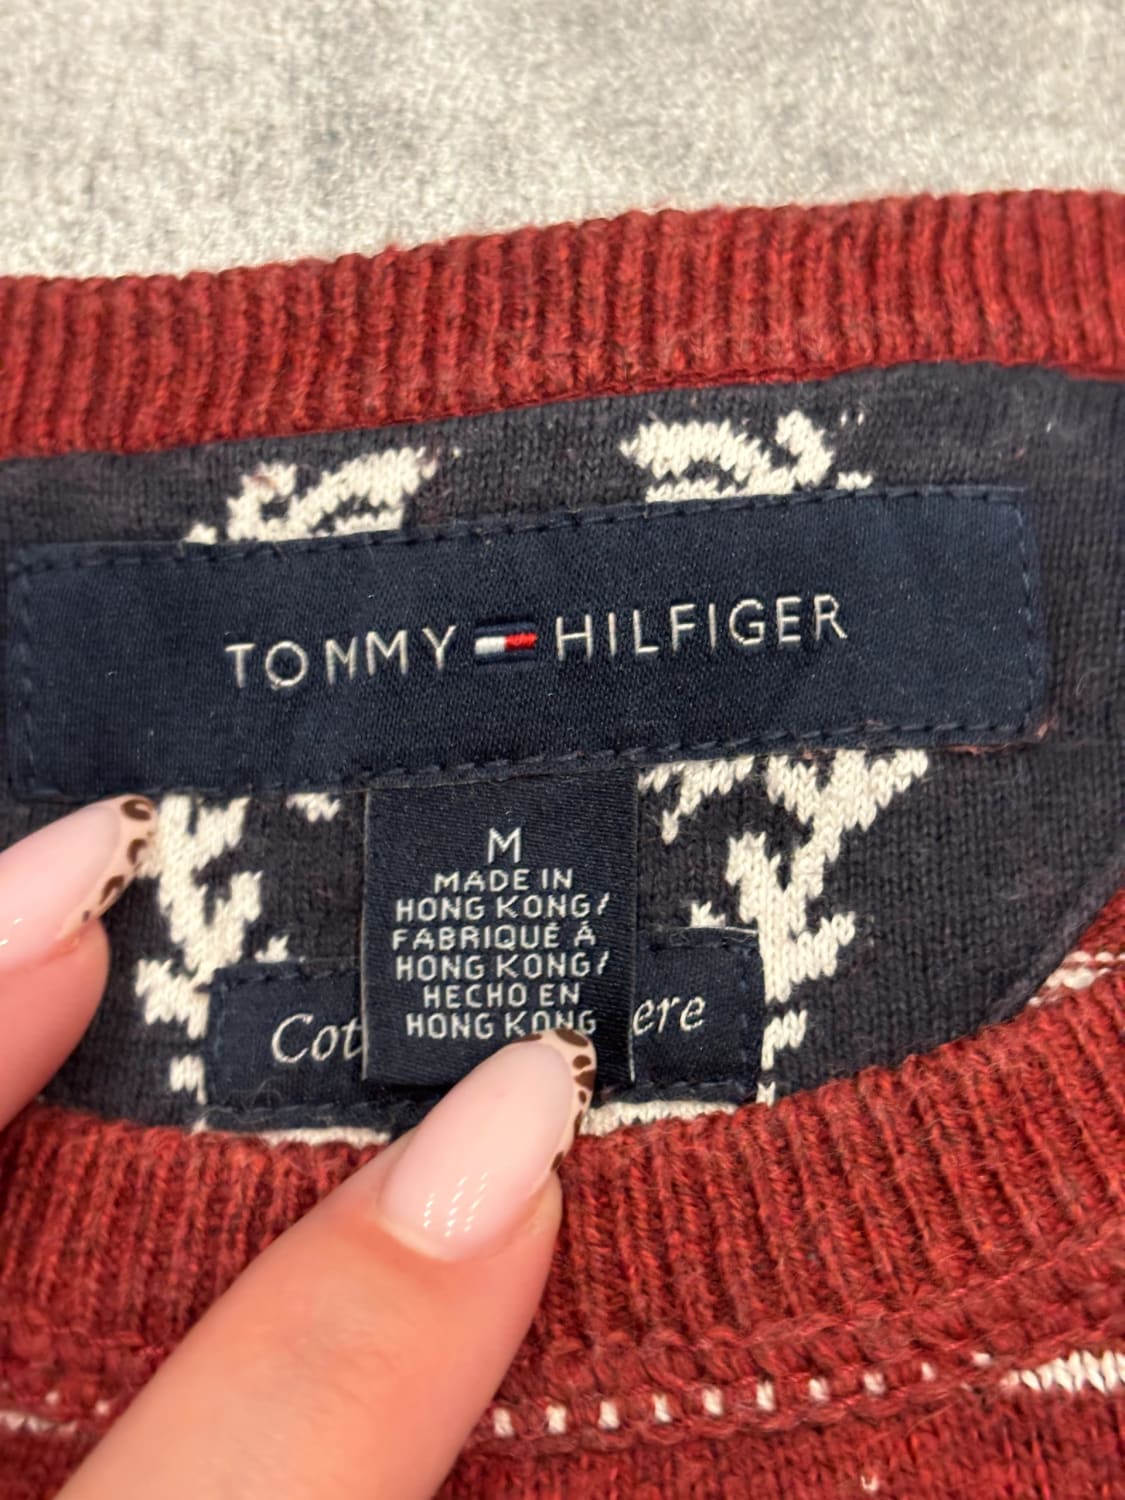 TOMMY HILFIGER
M
MADE IN
HONG KONG/
FABRIQUÉ À
HONG KONG/
HECHO EN
HONG KONG